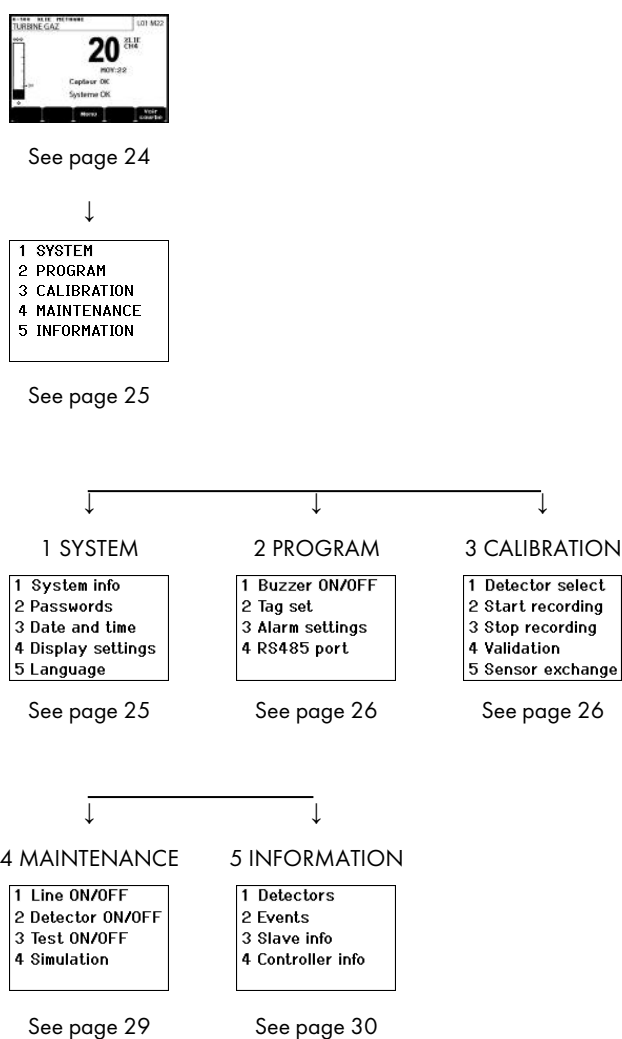 TURBINE GAZ
L01 M22
20
CH4
MOY:22
Capteur OK
Systeme OK
Menu
Voir
courbe
See page 24
↓
1 SYSTEM
2 PROGRAM
3 CALIBRATION
4 MAINTENANCE
5 INFORMATION
See page 25
↓ ↓ ↓
1 SYSTEM
2 PROGRAM
3 CALIBRATION
1 System info
2 Passwords
3 Date and time
4 Display settings
5 Language
1 Buzzer ON/OFF
2 Tag set
3 Alarm settings
4 RS485 port
1 Detector select
2 Start recording
3 Stop recording
4 Validation
5 Sensor exchange
See page 25
See page 26
See page 26
↓ ↓
4 MAINTENANCE
5 INFORMATION
1 Line ON/OFF
2 Detector ON/OFF
3 Test ON/OFF
4 Simulation
1 Detectors
2 Events
3 Slave info
4 Controller info
See page 29
See page 30